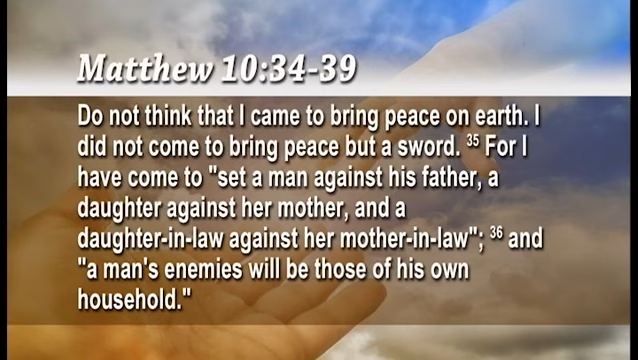 Matthew 10:34-39
Do not think that I came to bring peace on earth. I
did not come to bring peace but a sword. 35 For I
have come to "set a man against his father, a
daughter against her mother, and a
daughter-in-law against her mother-in-law"; 36 and
"a man's enemies will be those of his own
household."